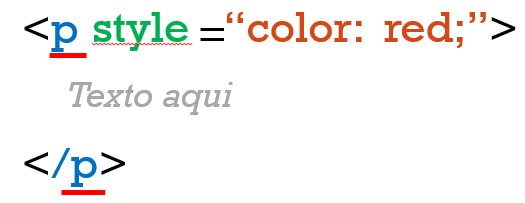 <p style =“color: red;”>
Texto aqui
</p>